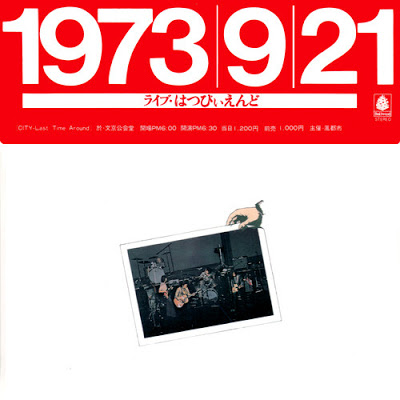 1973|9|21
ライブ・はつぴいえんど
CITY-Last Time Around: 於・文京公会堂 開場PM6:00 開演PM6:30 当日1,200円 前売1,000円 主催・風都市
STEREO